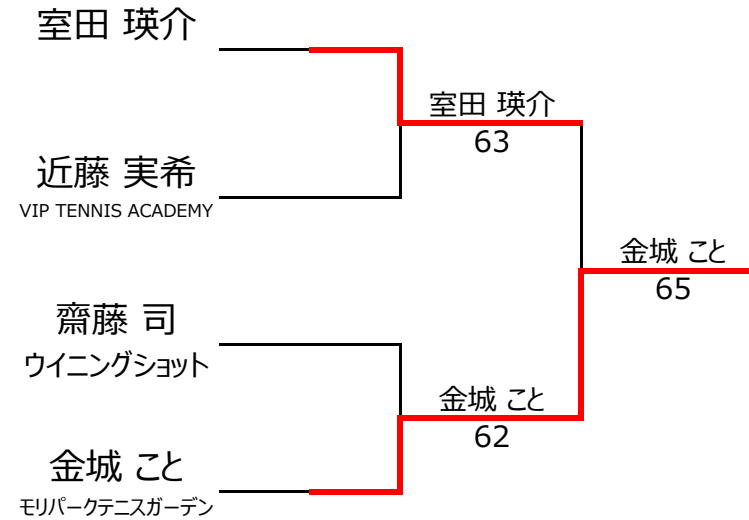 室田 瑛介
近藤 実希
VIP TENNIS ACADEMY
齋藤 司
ウイニングショット
金城 こと
モリパークテニスガーデン
室田 瑛介
63
金城 こと
62
金城 こと
65